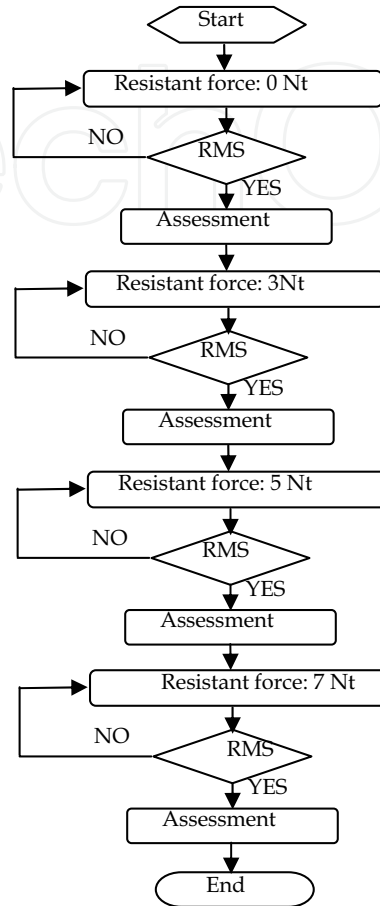 Start
Resistant force: 0 Nt
NO
RMS
YES
Assessment
Resistant force: 3Nt
NO
RMS
YES
Assessment
Resistant force: 5 Nt
NO
RMS
YES
Assessment
Resistant force: 7 Nt
NO
RMS
YES
Assessment
End